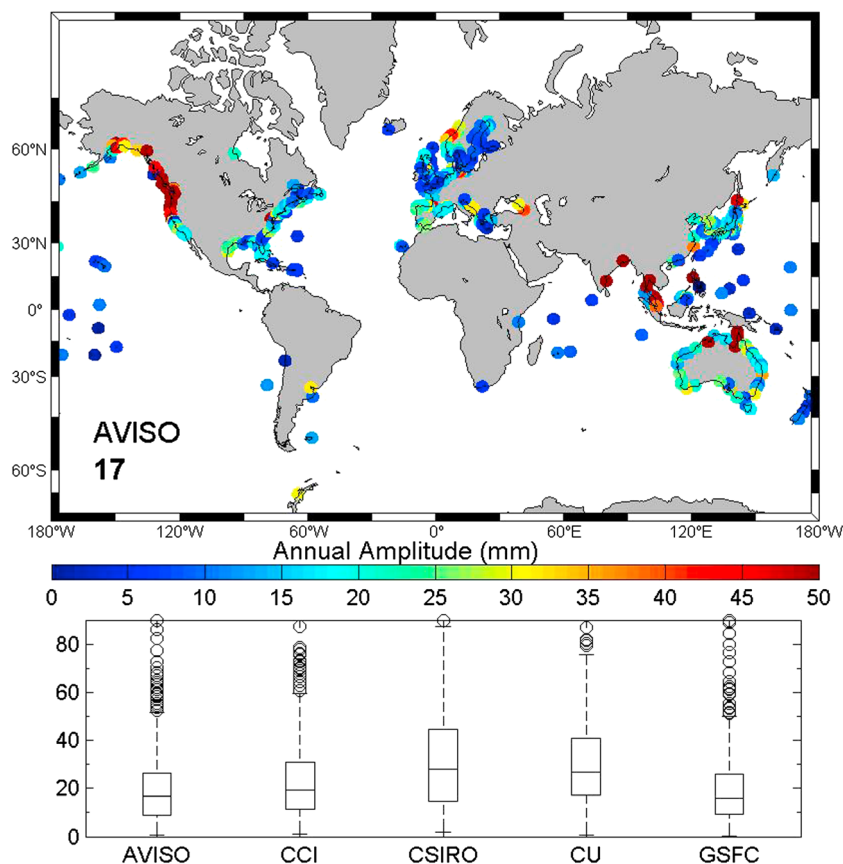 60°N
30°N
0°
30°S
60°S
AVISO
17
180°W 120°W 60°W 0° 60°E 120°E 180°W
Annual Amplitude (mm)
0 5 10 15 20 25 30 35 40 45 50
80
60
40
20
0
AVISO CCI CSIRO CU GSFC